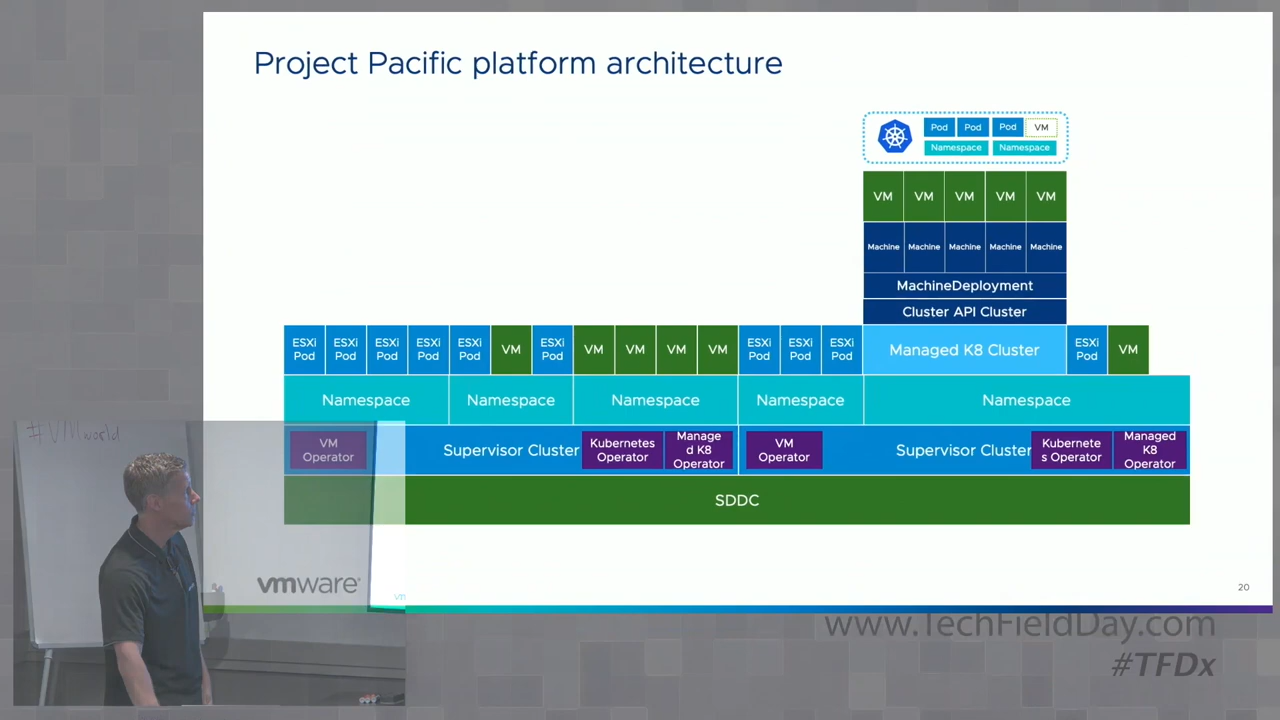 Project Pacific platform architecture
Pod Pod Pod VM
Namespace Namespace
VM VM VM VM VM
Machine Machine Machine Machine Machine
MachineDeployment
Cluster API Cluster
ESXi Pod ESXi Pod ESXi Pod ESXi Pod ESXi Pod VM ESXi Pod VM VM VM VM ESXi Pod ESXi Pod ESXi Pod Managed K8 Cluster ESXi Pod VM
Namespace Namespace Namespace Namespace Namespace
#VMworld
VM Operator Supervisor Cluster Kubernetes Operator Manage d K8 Operator VM Operator Supervisor Cluster Kubernete s Operator Managed K8 Operator
SDDC
vmware®
vm
20
www.TechFieldDay.com
#TFDx